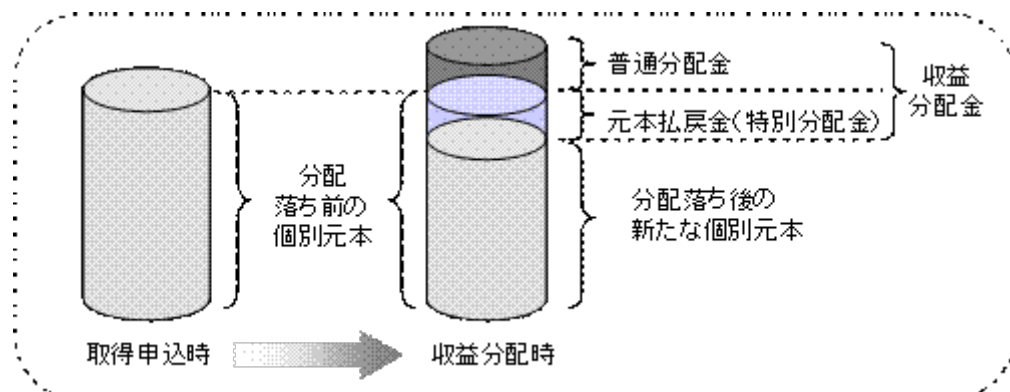 普通分配金
元本払戻金(特別分配金)
収益
分配金
分配
落ち前の
個別元本
分配落ち後の
新たな個別元本
取得申込時
収益分配時